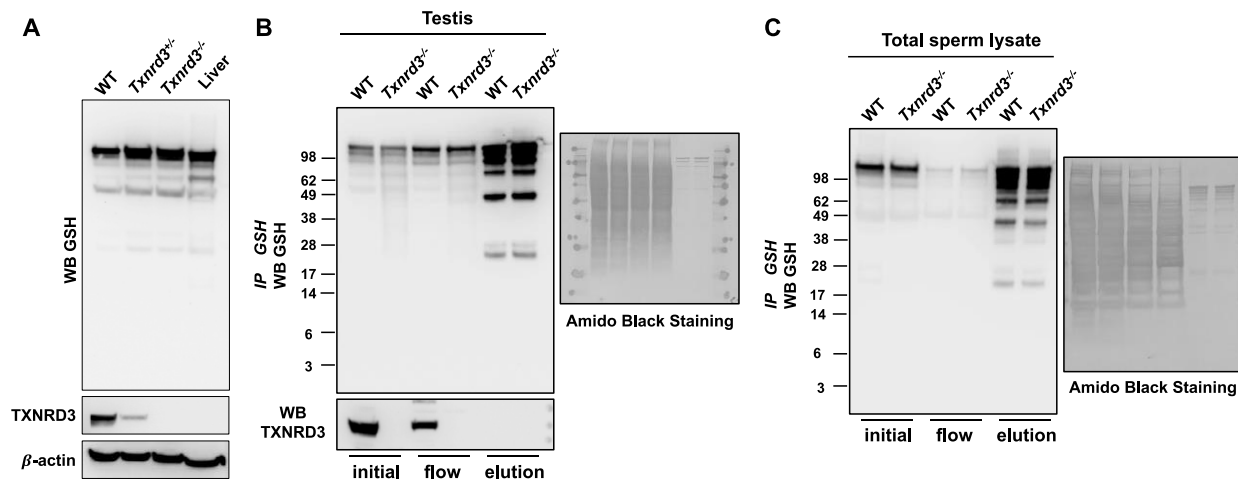 A
WT
Txnrd3+/-
Txnrd3-/-
Liver
WB GSH
TXNRD3
β-actin
B
Testis
WT
Txnrd3-/-
WT
Txnrd3-/-
WT
Txnrd3-/-
IP GSH
WB GSH
98
62
49
38
28
17
14
6
3
WB
TXNRD3
initial
flow
elution
Amido Black Staining
C
Total sperm lysate
WT
Txnrd3-/-
WT
Txnrd3-/-
WT
Txnrd3-/-
IP GSH
WB GSH
98
62
49
38
28
17
14
6
3
initial
flow
elution
Amido Black Staining